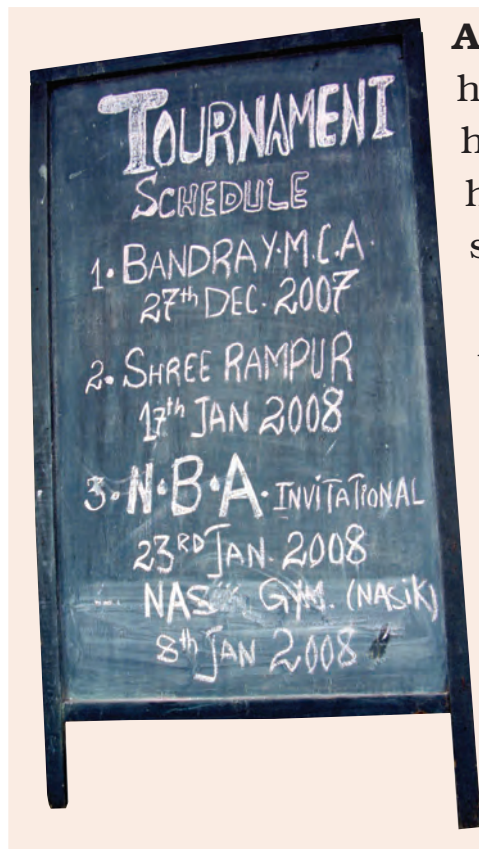 TOURNAMENT
SCHEDULE
1. BANDRA Y.M.C.A.
27th DEC. 2007
2. SHREE RAMPUR
17th JAN 2008
3. N.B.A. INVITATIONAL
23RD JAN. 2008
GYM. (NASIK)
8th JAN 2008
A
h
h
h
s